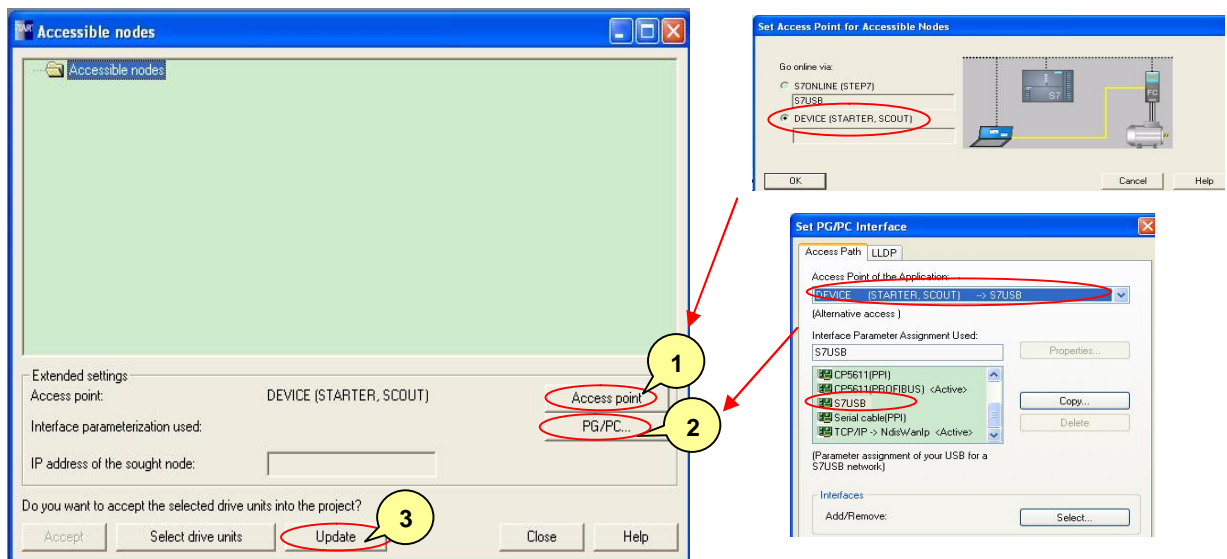 Accessible nodes
Accessible nodes
Extended settings
Access point:
DEVICE (STARTER, SCOUT)
Access point
Interface parameterization used:
PG/PC...
IP address of the sought node:
Do you want to accept the selected drive units into the project?
Accept
Select drive units
Update
Close
Help
1
2
3
Set Access Point for Accessible Nodes
Go online via:
S7ONLINE (STEP7)
S7USB
DEVICE (STARTER, SCOUT)
S7
FC
OK
Cancel
Help
Set PG/PC Interface
Access Path
LLDP
Access Point of the Application:
DEVICE (STARTER, SCOUT) --> S7USB
(Alternative access )
Interface Parameter Assignment Used:
S7USB
Properties...
CP5611(PPI)
CP5611(PROFIBUS) <Active>
S7USB
Serial cable(PPI)
TCP/IP -> NdisWanIp <Active>
Copy...
Delete
(Parameter assignment of your USB for a
S7USB network)
Interfaces
Add/Remove:
Select...